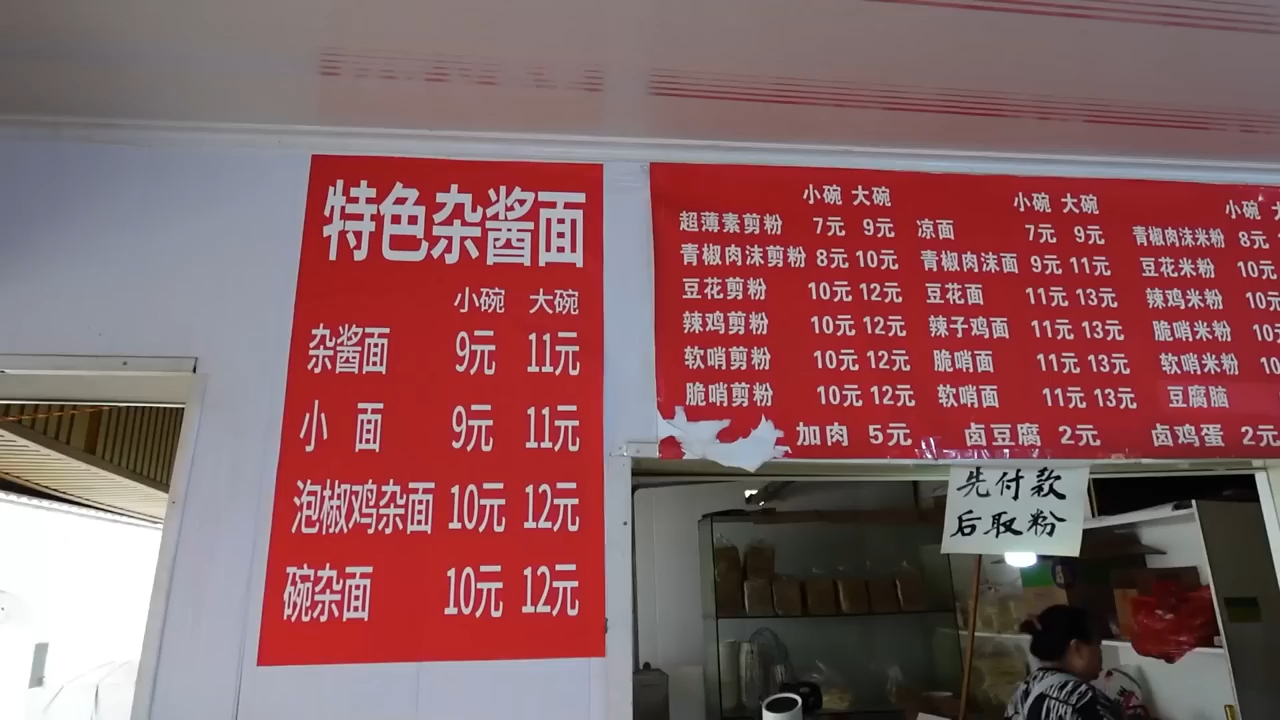 特色杂酱面
小碗 大碗
杂酱面 9元 11元
小 面 9元 11元
泡椒鸡杂面 10元 12元
碗杂面 10元 12元
小碗 大碗 小碗 大碗 小碗
超薄素剪粉 7元 9元 凉面 7元 9元 青椒肉沫米粉 8元
青椒肉沫剪粉 8元 10元 青椒肉沫面 9元 11元 豆花米粉 10元
豆花剪粉 10元 12元 豆花面 11元 13元 辣鸡米粉 10元
辣鸡剪粉 10元 12元 辣子鸡面 11元 13元 脆哨米粉 10元
软哨剪粉 10元 12元 脆哨面 11元 13元 软哨米粉 10
脆哨剪粉 10元 12元 软哨面 11元 13元 豆腐脑
加肉 5元 卤豆腐 2元 卤鸡蛋 2元
先付款
后取粉